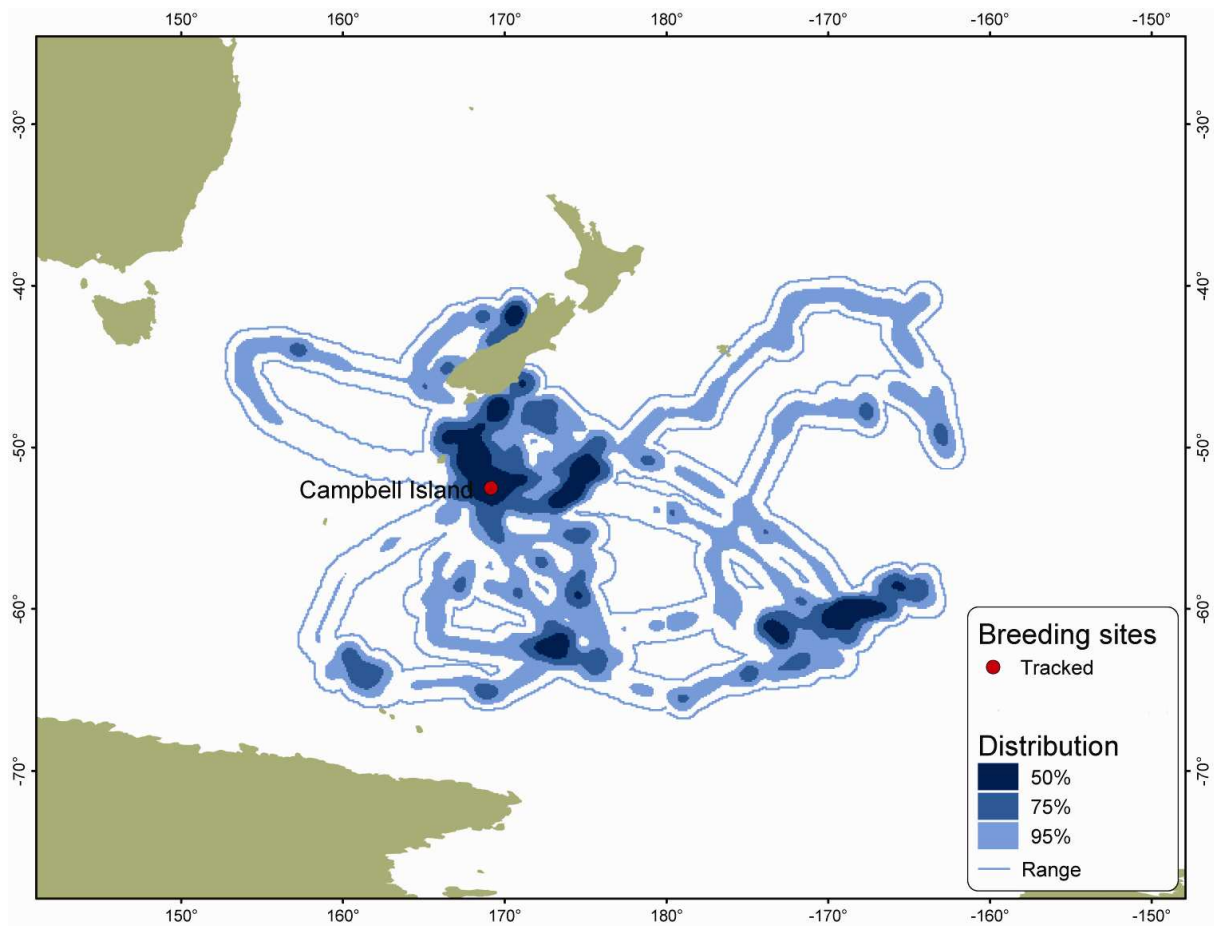 150° 160° 170° 180° -170° -160° -150°
-30° -30°
-40° -40°
-50° -50°
Campbell Island
-60° -60°
Breeding sites
Tracked
Distribution
-70° -70°
50%
75%
95%
Range
150° 160° 170° 180° -170° -160° -150°